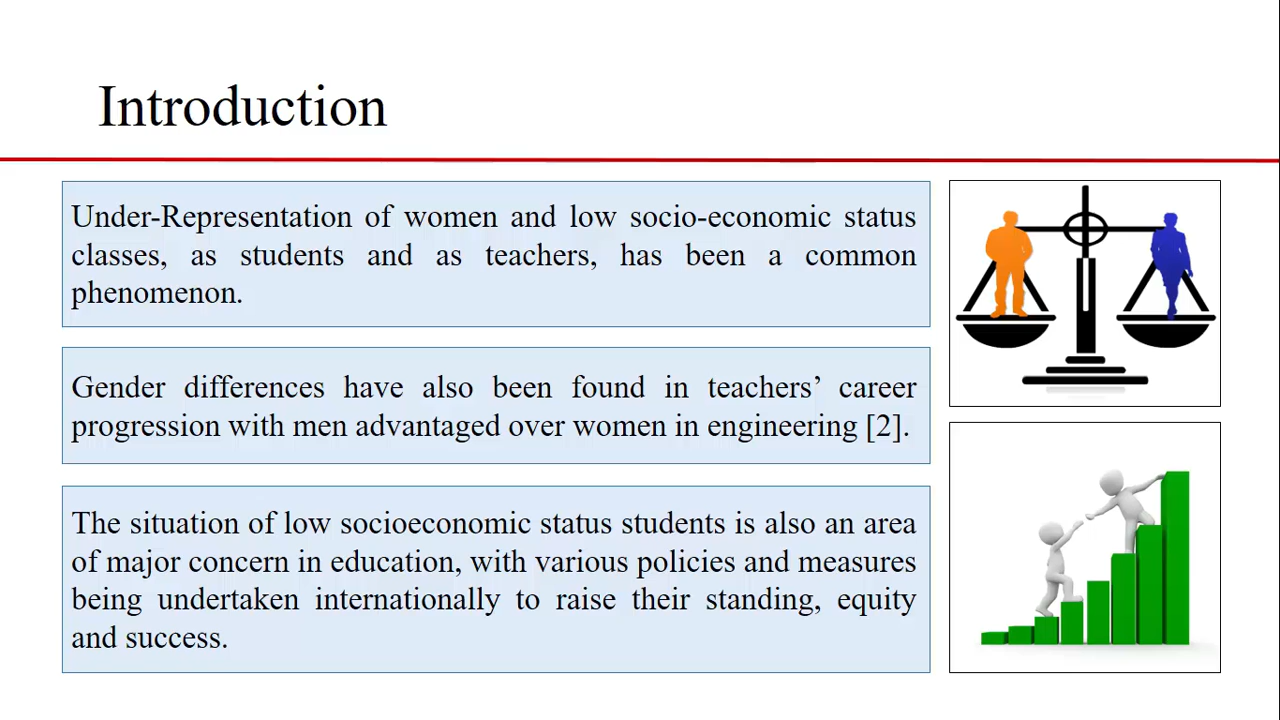 Introduction
Under-Representation of women and low socio-economic status
classes, as students and as teachers, has been a common
phenomenon.
Gender differences have also been found in teachers’ career
progression with men advantaged over women in engineering [2].
The situation of low socioeconomic status students is also an area
of major concern in education, with various policies and measures
being undertaken internationally to raise their standing, equity
and success.